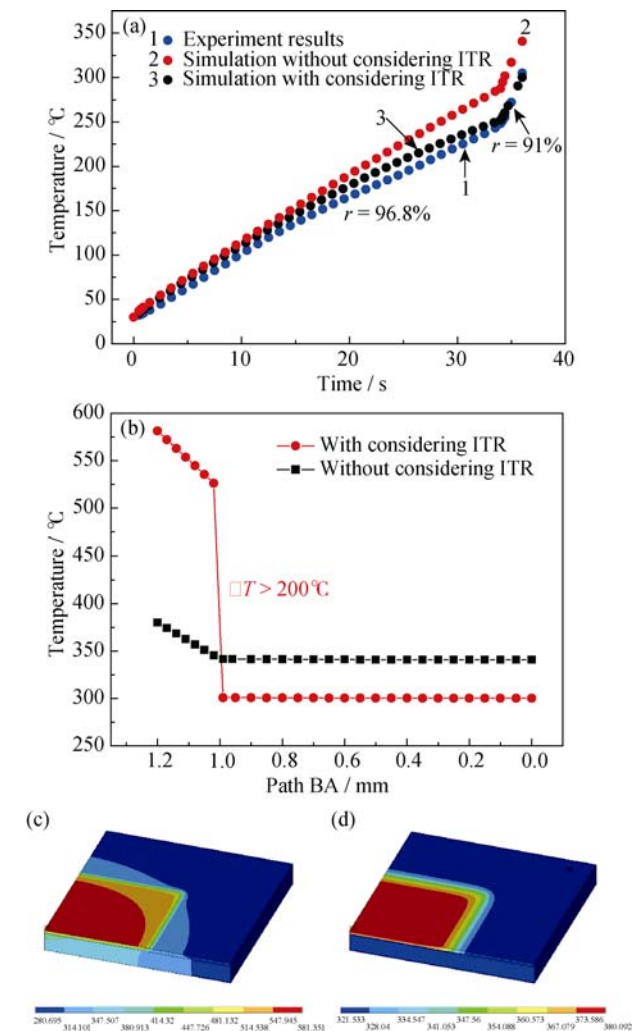 (a)
1 Experiment results
2 Simulation without considering ITR
3 Simulation with considering ITR
2
3
1
r = 91%
r = 96.8%
350
300
250
200
150
100
50
0
Temperature / °C
0 10 20 30 40
Time / s
(b)
With considering ITR
Without considering ITR
□T > 200°C
600
550
500
450
400
350
300
250
Temperature / °C
1.2 1.0 0.8 0.6 0.4 0.2 0.0
Path BA / mm
(c) (d)
280.695 347.507 414.32 481.132 547.945
314.101 380.913 447.726 514.538 581.351
321.533 334.547 347.56 360.573 373.586
328.04 341.053 354.088 367.079 380.092